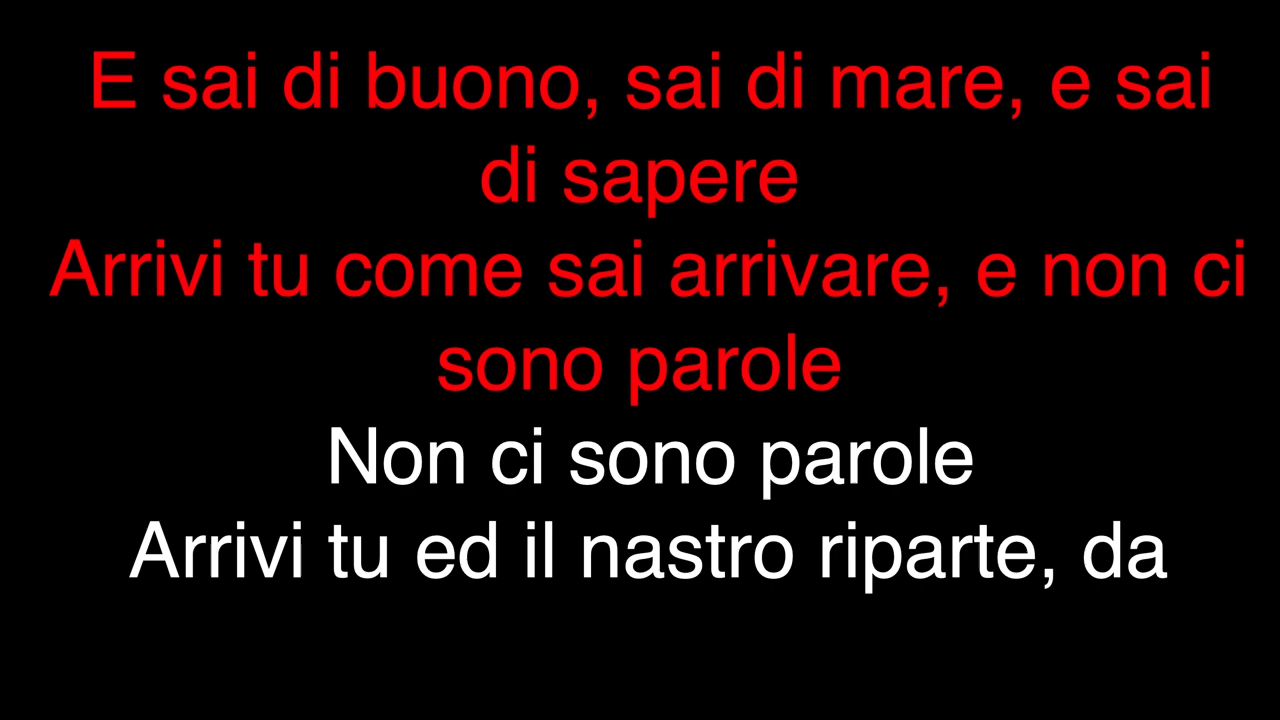 E sai di buono, sai di mare, e sai
di sapere
Arrivi tu come sai arrivare, e non ci
sono parole
Non ci sono parole
Arrivi tu ed il nastro riparte, da